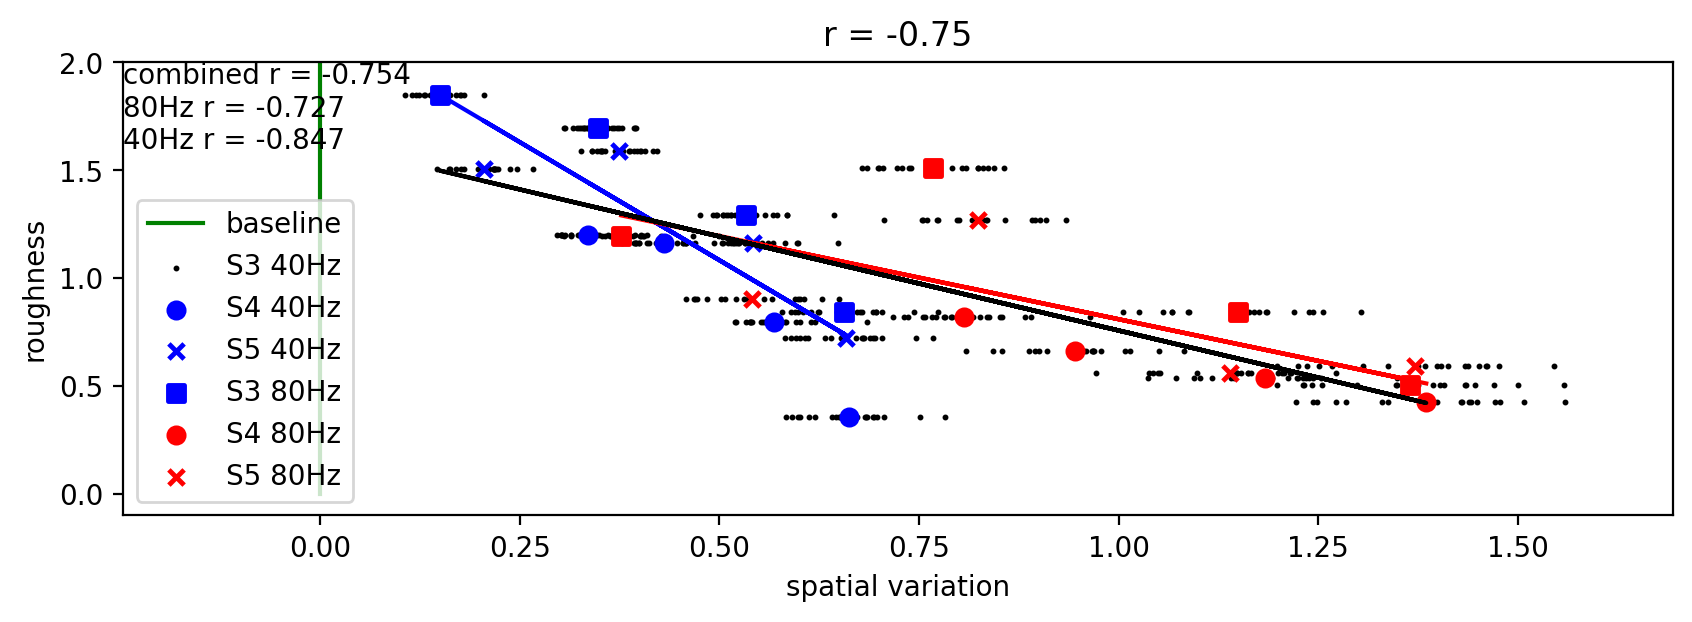 r = -0.75
combined r = -0.754
80Hz r = -0.727
40Hz r = -0.847
2.0
1.5
1.0
0.5
0.0
roughness
baseline
S3 40Hz
S4 40Hz
S5 40Hz
S3 80Hz
S4 80Hz
S5 80Hz
0.00 0.25 0.50 0.75 1.00 1.25 1.50
spatial variation